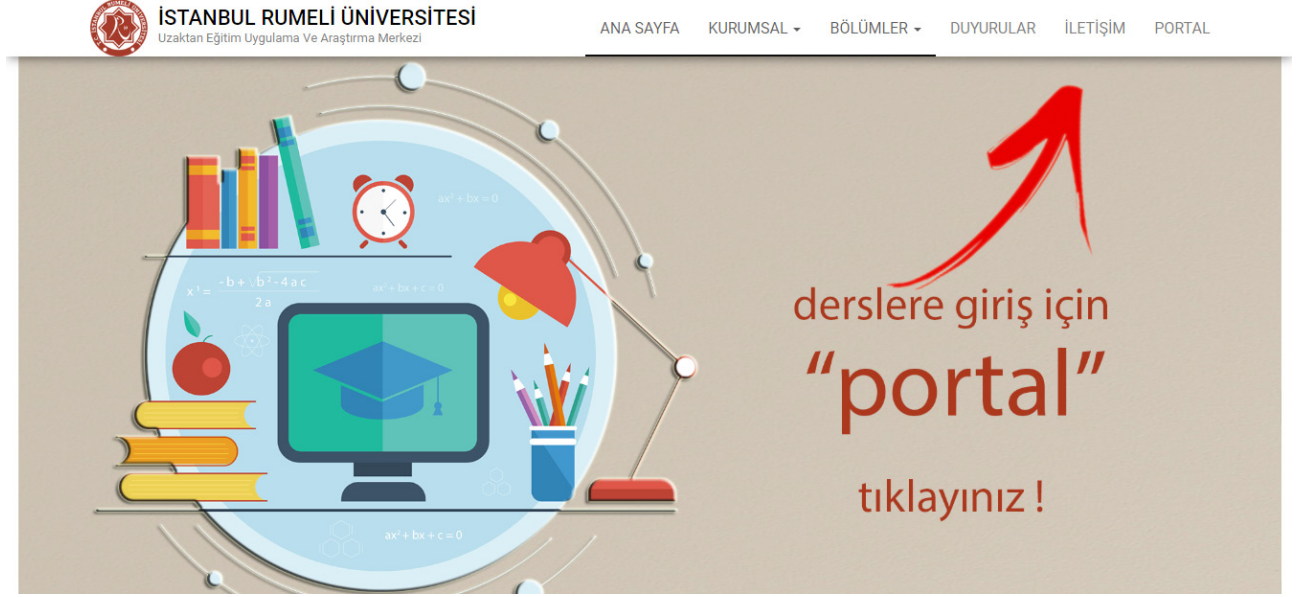 İSTANBUL RUMELİ ÜNİVERSİTESİ
Uzaktan Eğitim Uygulama Ve Araştırma Merkezi
ANA SAYFA KURUMSAL BÖLÜMLER DUYURULAR İLETİŞİM PORTAL
ax² + bx = 0
x¹ = -b + √b² - 4ac
2a
ax² + bx + c = 0
derslere giriş için
“portal”
tıklayınız !
ax² + bx + c = 0